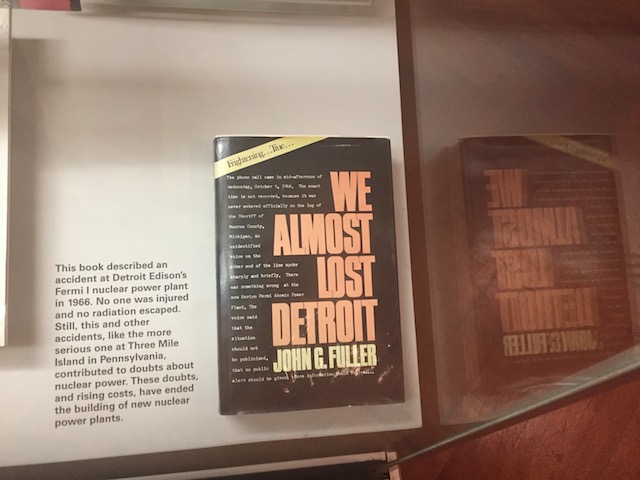 This book described an
accident at Detroit Edison's
Fermi I nuclear power plant
in 1966. No one was injured
and no radiation escaped.
Still, this and other
accidents, like the more
serious one at Three Mile
Island in Pennsylvania,
contributed to doubts about
nuclear power. These doubts,
and rising costs, have ended
the building of new nuclear
power plants.
Frightening...True...
The phone call came in mid-afternoon of
wednesday, October 5, 1966. The exact
time is not recorded, because it was
never entered officially on the log of
the Sheriff of
Monroe County,
Michigan. An
unidentified
voice on the
other end of the line spoke
sharply and briefly. There
was something wrong at the
new Enrico Fermi Atomic Power
Plant. The
voice said
that the
situation
should not
be publicized,
that no public
alert should be given. More information would
WE
ALMOST
LOST
DETROIT
JOHN G. FULLER